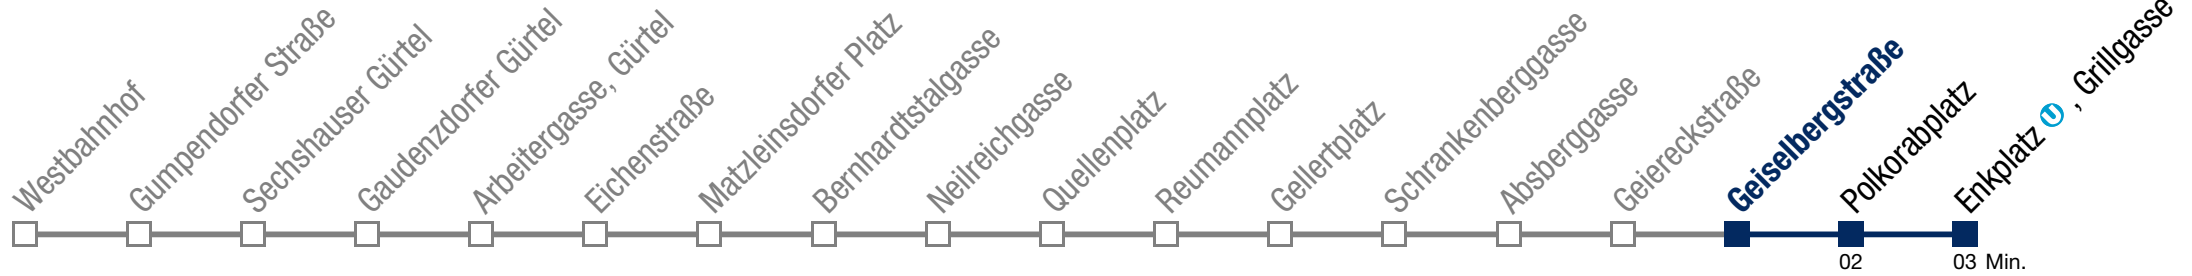 Westbahnhof
Gumpendorfer Straße
Sechshauser Gürtel
Gaudenzdorfer Gürtel
Arbeitergasse, Gürtel
Eichenstraße
Matzleinsdorfer Platz
Bernhardtstalgasse
Neilreichgasse
Quellenplatz
Reumannplatz
Gellertplatz
Schrankenberggasse
Absberggasse
Geiereckstraße
Geiselbergstraße
Polkorabplatz
Enkplatz U , Grillgasse
02
03 Min.